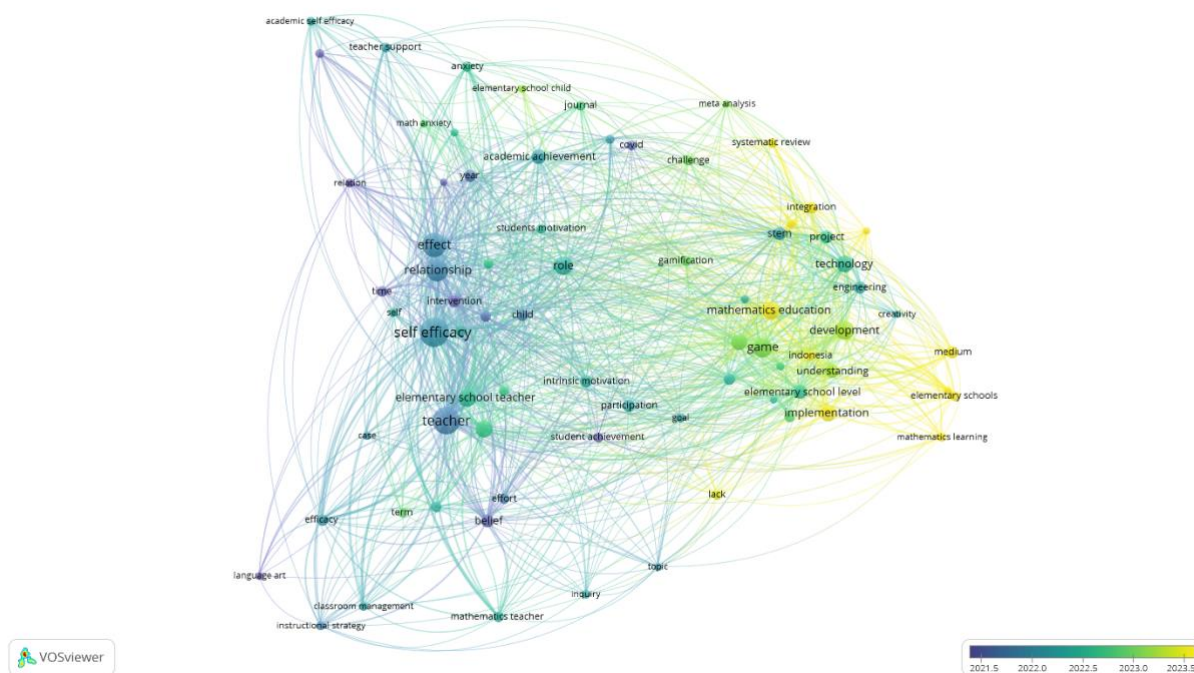 academic self efficacy
teacher support
anxiety
elementary school child
journal
meta analysis
math anxiety
systematic review
covid
academic achievement
challenge
year
relation
integration
students motivation
stem
project
effect
gamification
technology
role
relationship
engineering
time
intervention
mathematics education
self
child
creativity
self efficacy
development
game
medium
indonesia
understanding
intrinsic motivation
elementary school level
elementary schools
elementary school teacher
participation
implementation
goal
teacher
case
student achievement
mathematics learning
lack
effort
term
efficacy
belief
topic
language art
inquiry
classroom management
mathematics teacher
instructional strategy
VOSviewer
2021.5 2022.0 2022.5 2023.0 2023.5